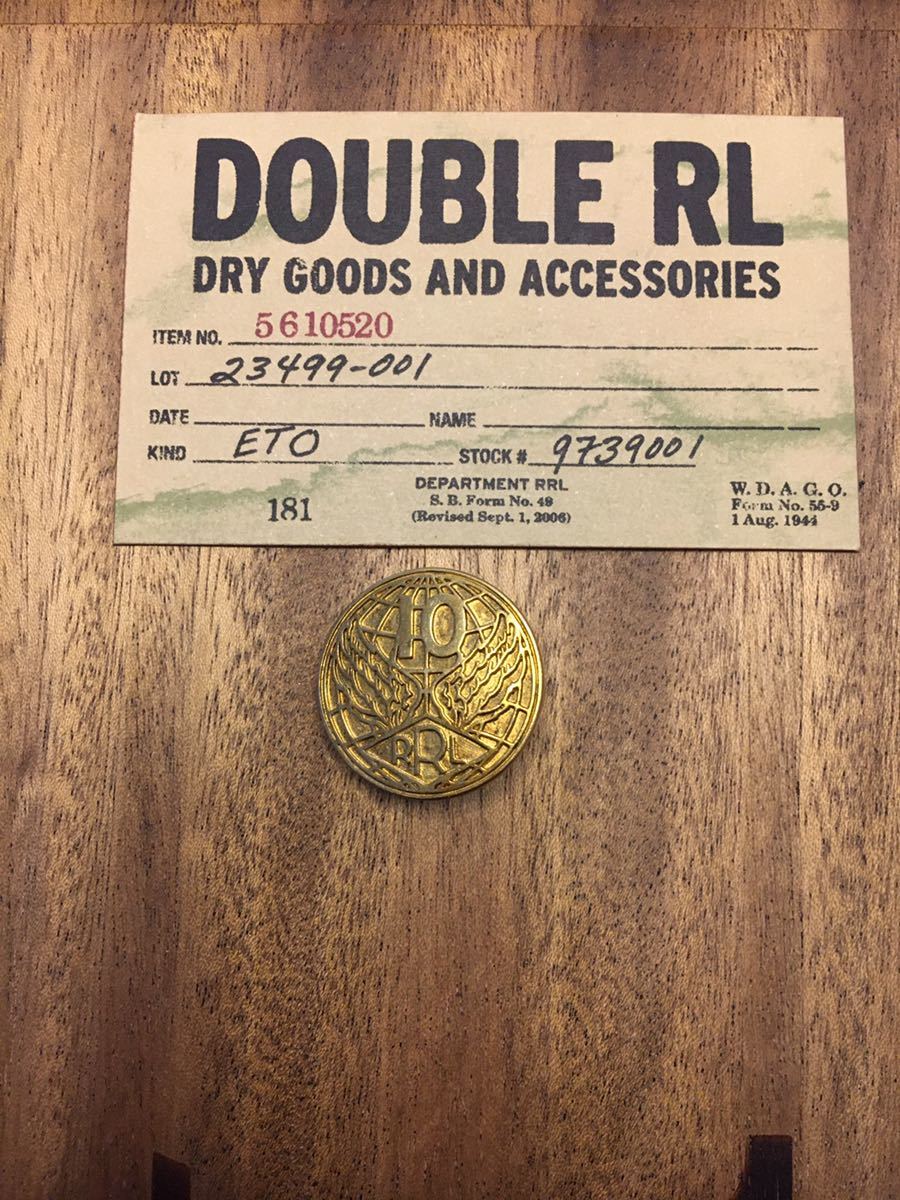 DOUBLE RL
DRY GOODS AND ACCESSORIES
ITEM NO. 5610520
LOT 23499-001
DATE NAME
KIND ETO STOCK # 9739001
181
DEPARTMENT RRL
S. B. Form No. 48
(Revised Sept. 1, 2006)
W. D. A. G. O.
Form No. 55-9
1 Aug. 1944
10
RRL